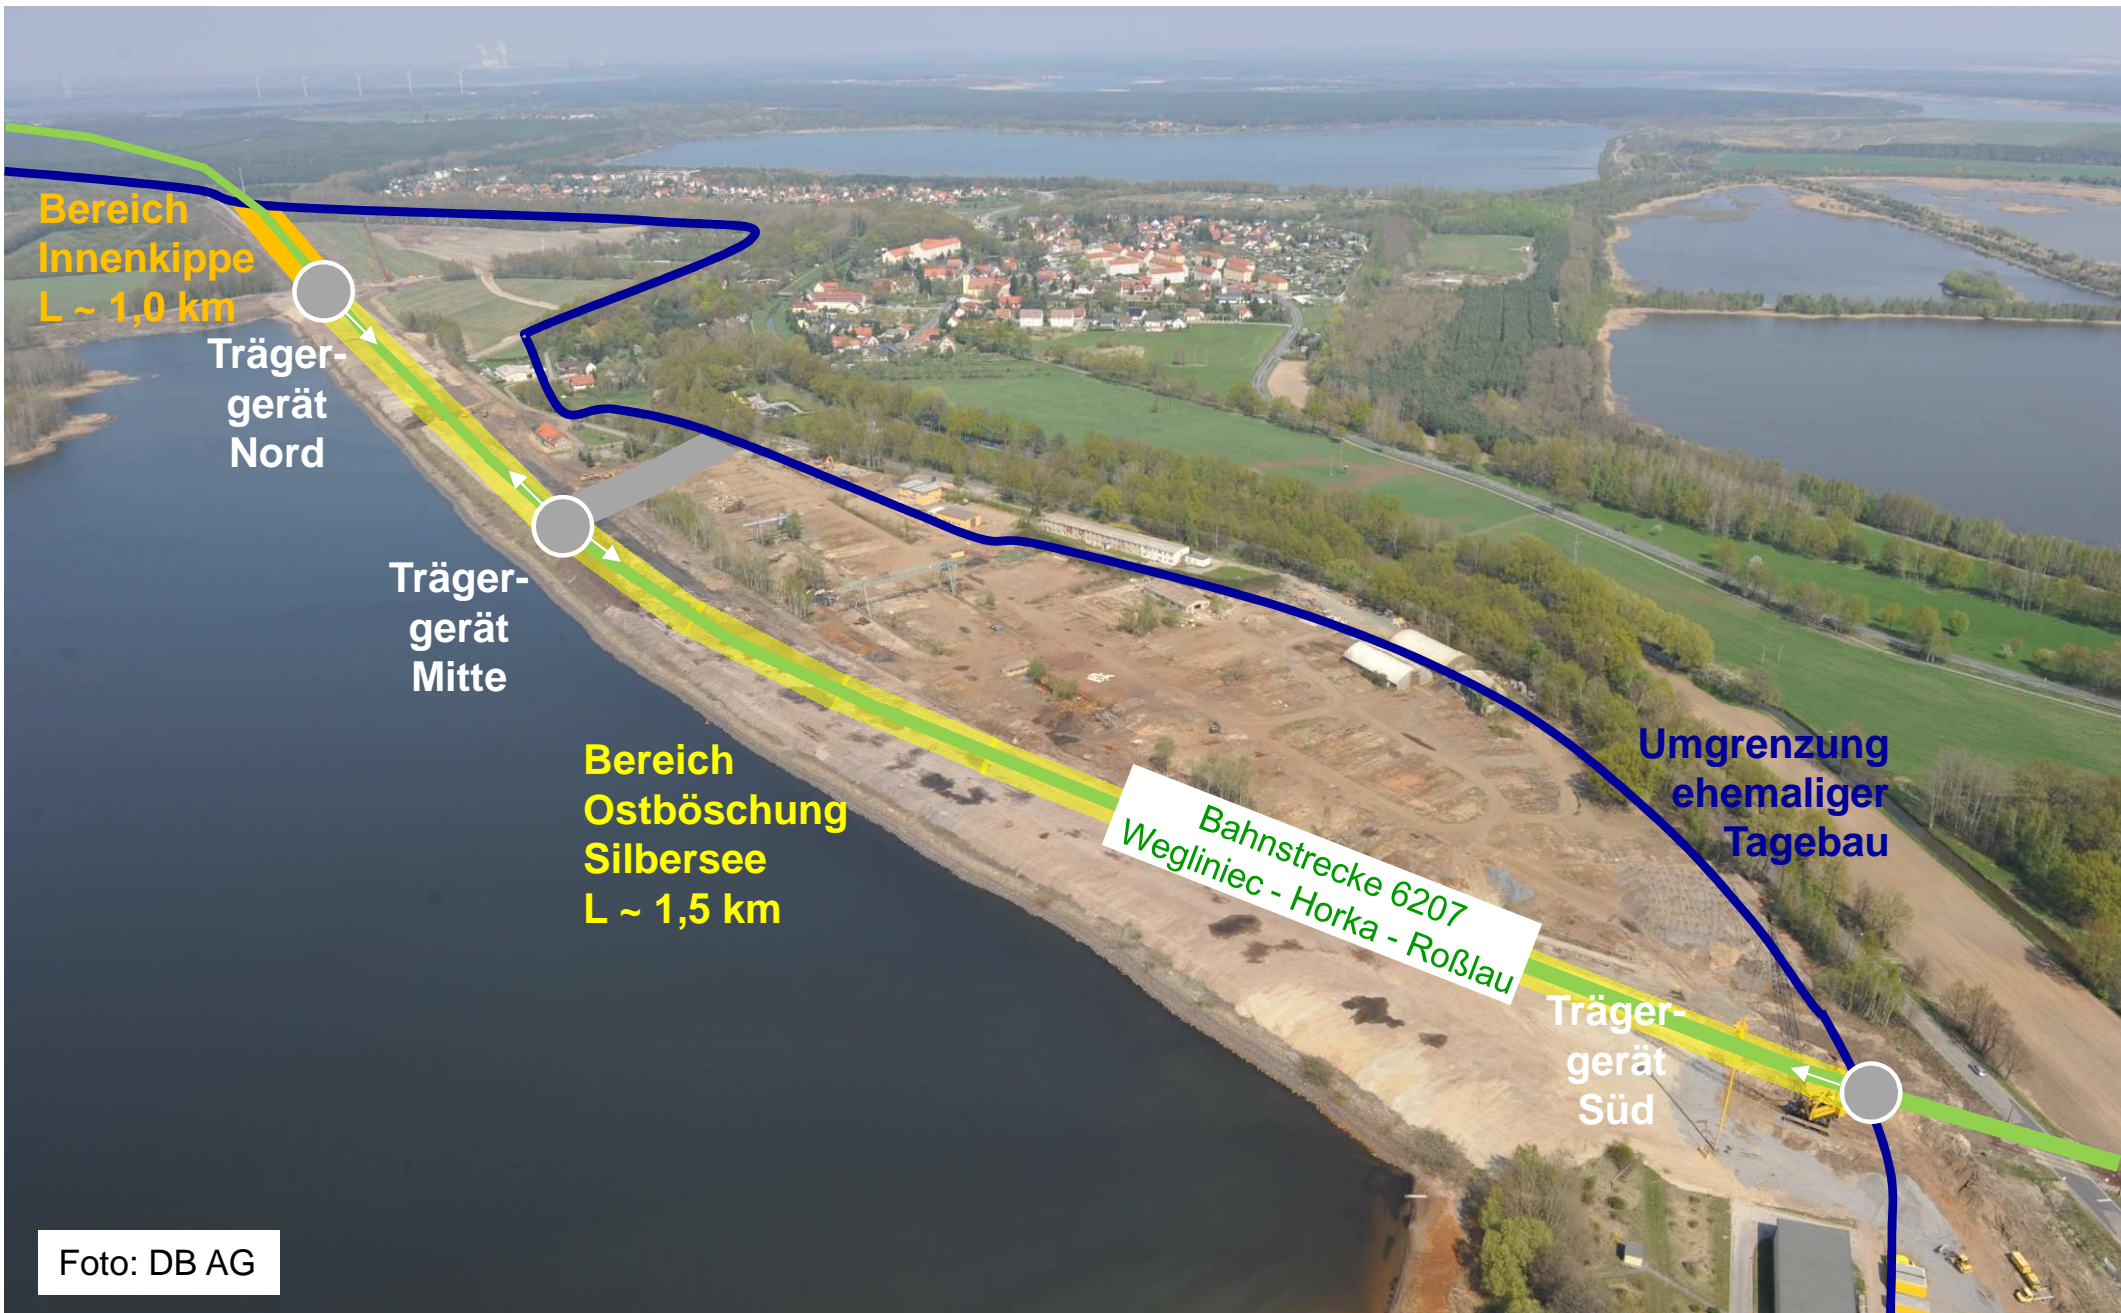 Bereich
Innenkippe
L ~ 1,0 km
Träger-
gerät
Nord
Träger-
gerät
Mitte
Bereich
Ostböschung
Silbersee
L ~ 1,5 km
Bahnstrecke 6207
Wegliniec - Horka - Roßlau
Umgrenzung
ehemaliger
Tagebau
Träger-
gerät
Süd
Foto: DB AG